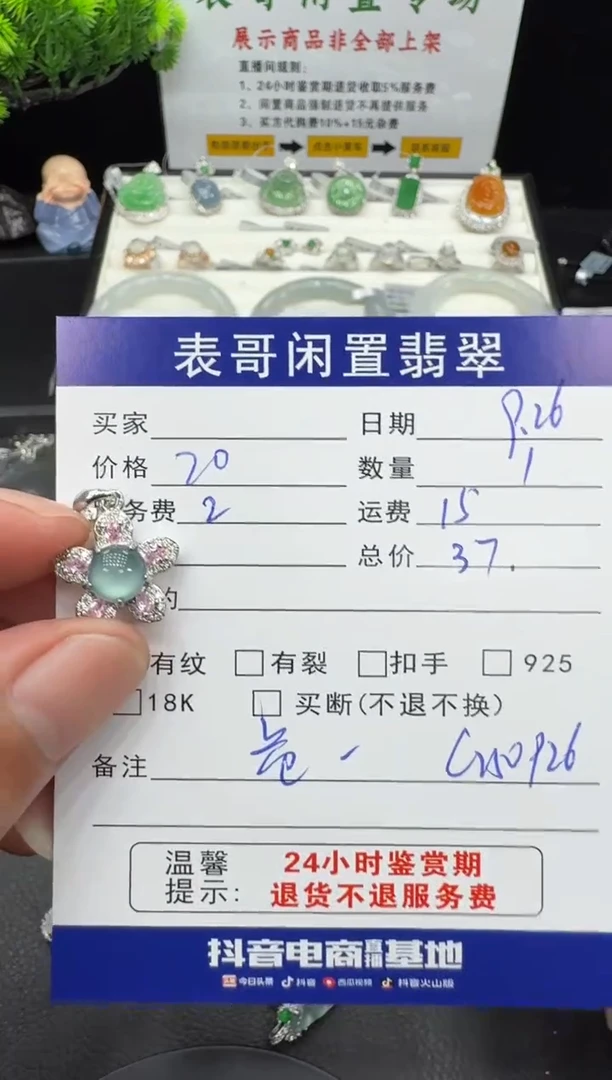 展示商品非全部上架
直播间规则：
1、24小时鉴赏期退货收取5%服务费
2、闲置商品强制退货不再提供服务
3、买方代购费10%+15元杂费
表哥闲置翡翠
买家 日期 9.26
价格 20 数量 1
务费 2 运费 15
总价 37.
约
有纹 □有裂 □扣手 □925
□18K □买断(不退不换)
备注
温馨 24小时鉴赏期
提示: 退货不退服务费
抖音电商直播基地
今日头条 抖音 西瓜视频 抖音火山版